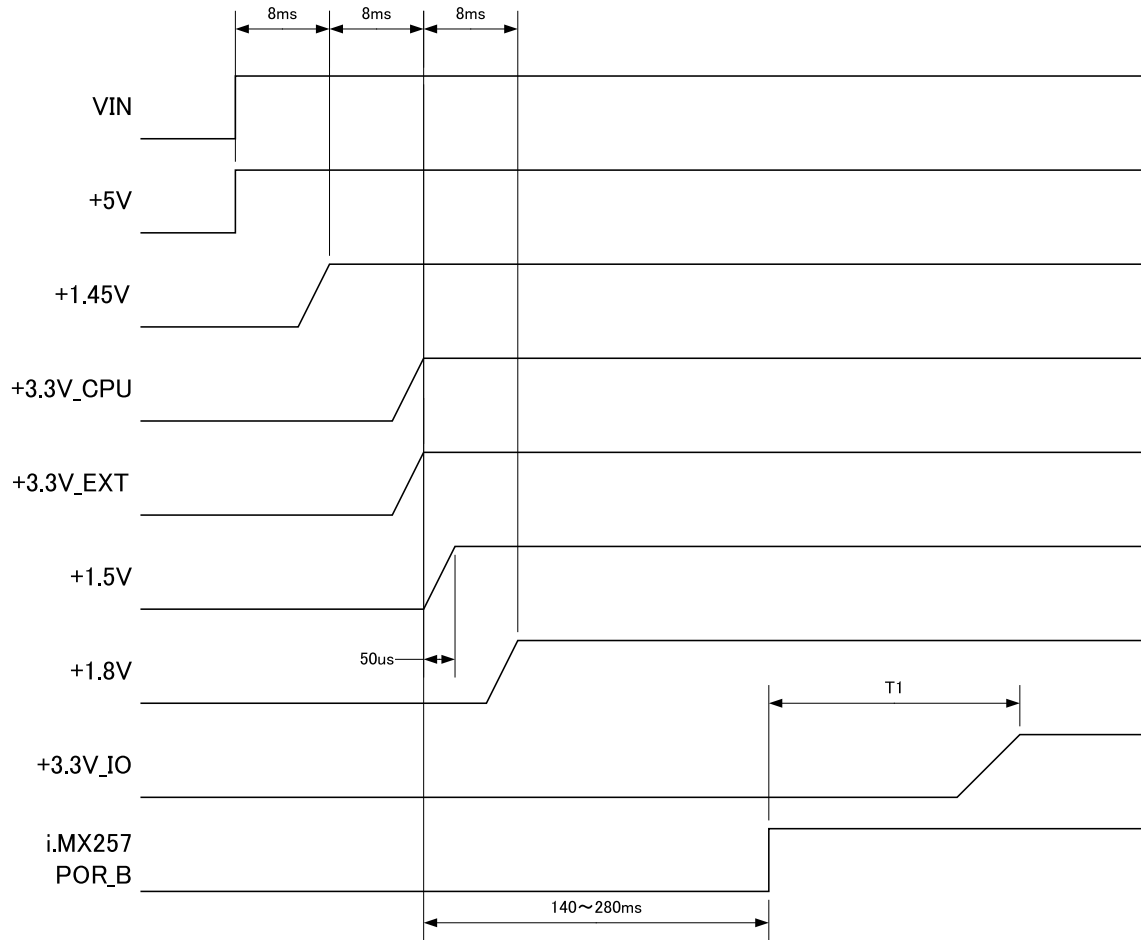 8ms 8ms 8ms
VIN
+5V
+1.45V
+3.3V_CPU
+3.3V_EXT
+1.5V
50us
+1.8V
T1
+3.3V_IO
i.MX257
POR_B
140～280ms